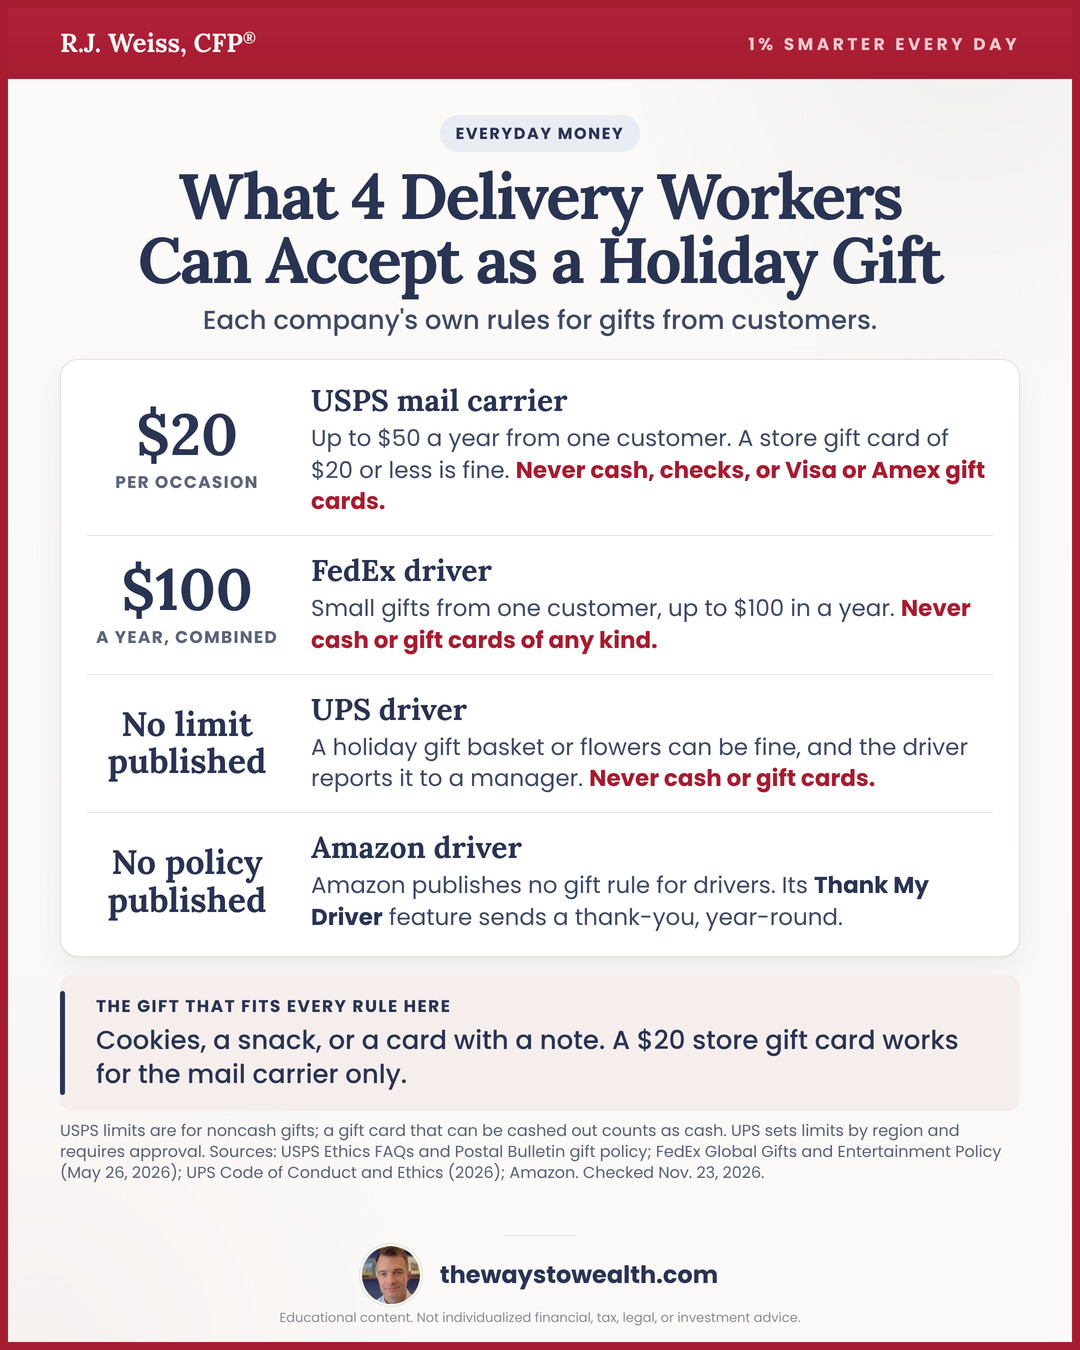 R.J. Weiss, CFP®
1% SMARTER EVERY DAY
EVERYDAY MONEY
What 4 Delivery Workers
Can Accept as a Holiday Gift
Each company's own rules for gifts from customers.
$20
PER OCCASION
USPS mail carrier
Up to $50 a year from one customer. A store gift card of
$20 or less is fine. Never cash, checks, or Visa or Amex gift
cards.
$100
A YEAR, COMBINED
FedEx driver
Small gifts from one customer, up to $100 in a year. Never
cash or gift cards of any kind.
No limit
published
UPS driver
A holiday gift basket or flowers can be fine, and the driver
reports it to a manager. Never cash or gift cards.
No policy
published
Amazon driver
Amazon publishes no gift rule for drivers. Its Thank My
Driver feature sends a thank-you, year-round.
THE GIFT THAT FITS EVERY RULE HERE
Cookies, a snack, or a card with a note. A $20 store gift card works
for the mail carrier only.
USPS limits are for noncash gifts; a gift card that can be cashed out counts as cash. UPS sets limits by region and
requires approval. Sources: USPS Ethics FAQs and Postal Bulletin gift policy; FedEx Global Gifts and Entertainment Policy
(May 26, 2026); UPS Code of Conduct and Ethics (2026); Amazon. Checked Nov. 23, 2026.
thewaystowealth.com
Educational content. Not individualized financial, tax, legal, or investment advice.